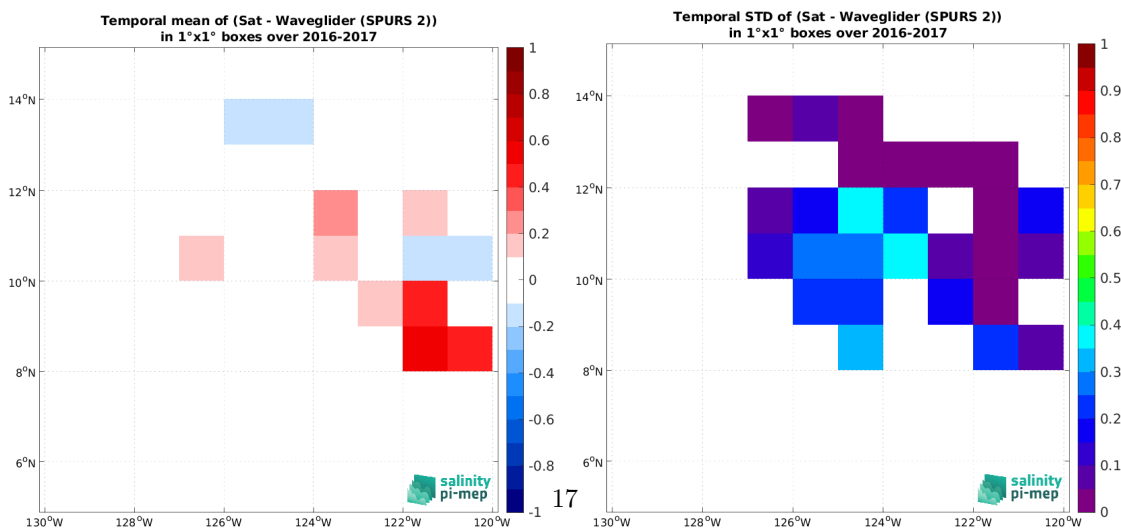 Temporal mean of (Sat - Waveglider (SPURS 2))
in 1°x1° boxes over 2016-2017
14°N
12°N
10°N
8°N
6°N
130°W
128°W
126°W
124°W
122°W
120°W
1
0.8
0.6
0.4
0.2
0
-0.2
-0.4
-0.6
-0.8
-1
salinity
pi-mep
17
Temporal STD of (Sat - Waveglider (SPURS 2))
in 1°x1° boxes over 2016-2017
14°N
12°N
10°N
8°N
6°N
130°W
128°W
126°W
124°W
122°W
120°W
1
0.9
0.8
0.7
0.6
0.5
0.4
0.3
0.2
0.1
0
salinity
pi-mep